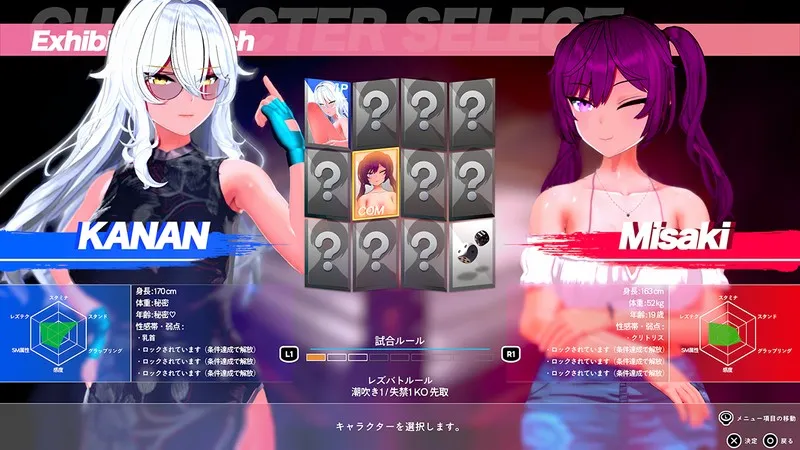 CHARACTER SELECT
Exhibi ch
1P
COM
KANAN
Misaki
身長:170cm
体重:秘密
年齢:秘密♡
性感帯・弱点:
・乳首
・ロックされています(条件達成で解放)
・ロックされています(条件達成で解放)
・ロックされています(条件達成で解放)
スタミナ
スタンド
グラップリング
感度
SM属性
レズテク
L1
試合ルール
R1
レズバトルルール
潮吹き1/失禁1 KO先取
身長:163cm
体重:52kg
年齢:19歳
性感帯・弱点:
・クリトリス
・ロックされています(条件達成で解放)
・ロックされています(条件達成で解放)
・ロックされています(条件達成で解放)
スタミナ
スタンド
グラップリング
感度
SM属性
レズテク
キャラクターを選択します。
メニュー項目の移動
決定
戻る